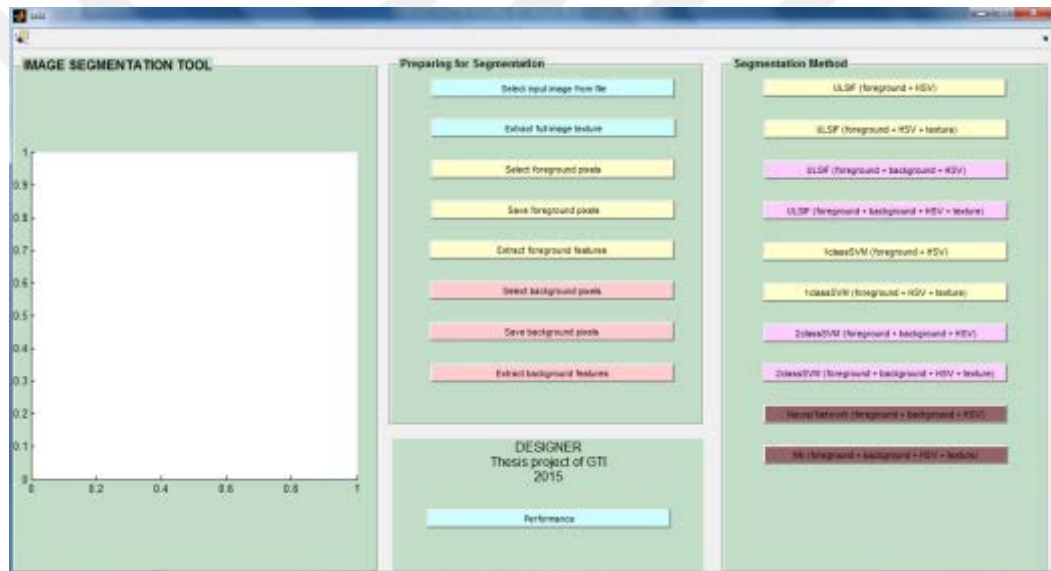 IMAGE SEGMENTATION TOOL
1
0.9
0.8
0.7
0.6
0.5
0.4
0.3
0.2
0.1
0
0 0.2 0.4 0.6 0.8 1
Preparing for Segmentation
Select input image from file
Extract full image texture
Select foreground pixels
Save foreground pixels
Extract foreground features
Select background pixels
Save background pixels
Extract background features
DESIGNER
Thesis project of GTI
2015
Performance
Segmentation Method
ULSIF (foreground + HSV)
ULSIF (foreground + HSV + texture)
ULSIF (foreground + background + HSV)
ULSIF (foreground + background + HSV + texture)
1classSVM (foreground + HSV)
1classSVM (foreground + HSV + texture)
2classSVM (foreground + background + HSV)
2classSVM (foreground + background + HSV + texture)
Neural Network (foreground + background + HSV)
NN (foreground + background + HSV + texture)